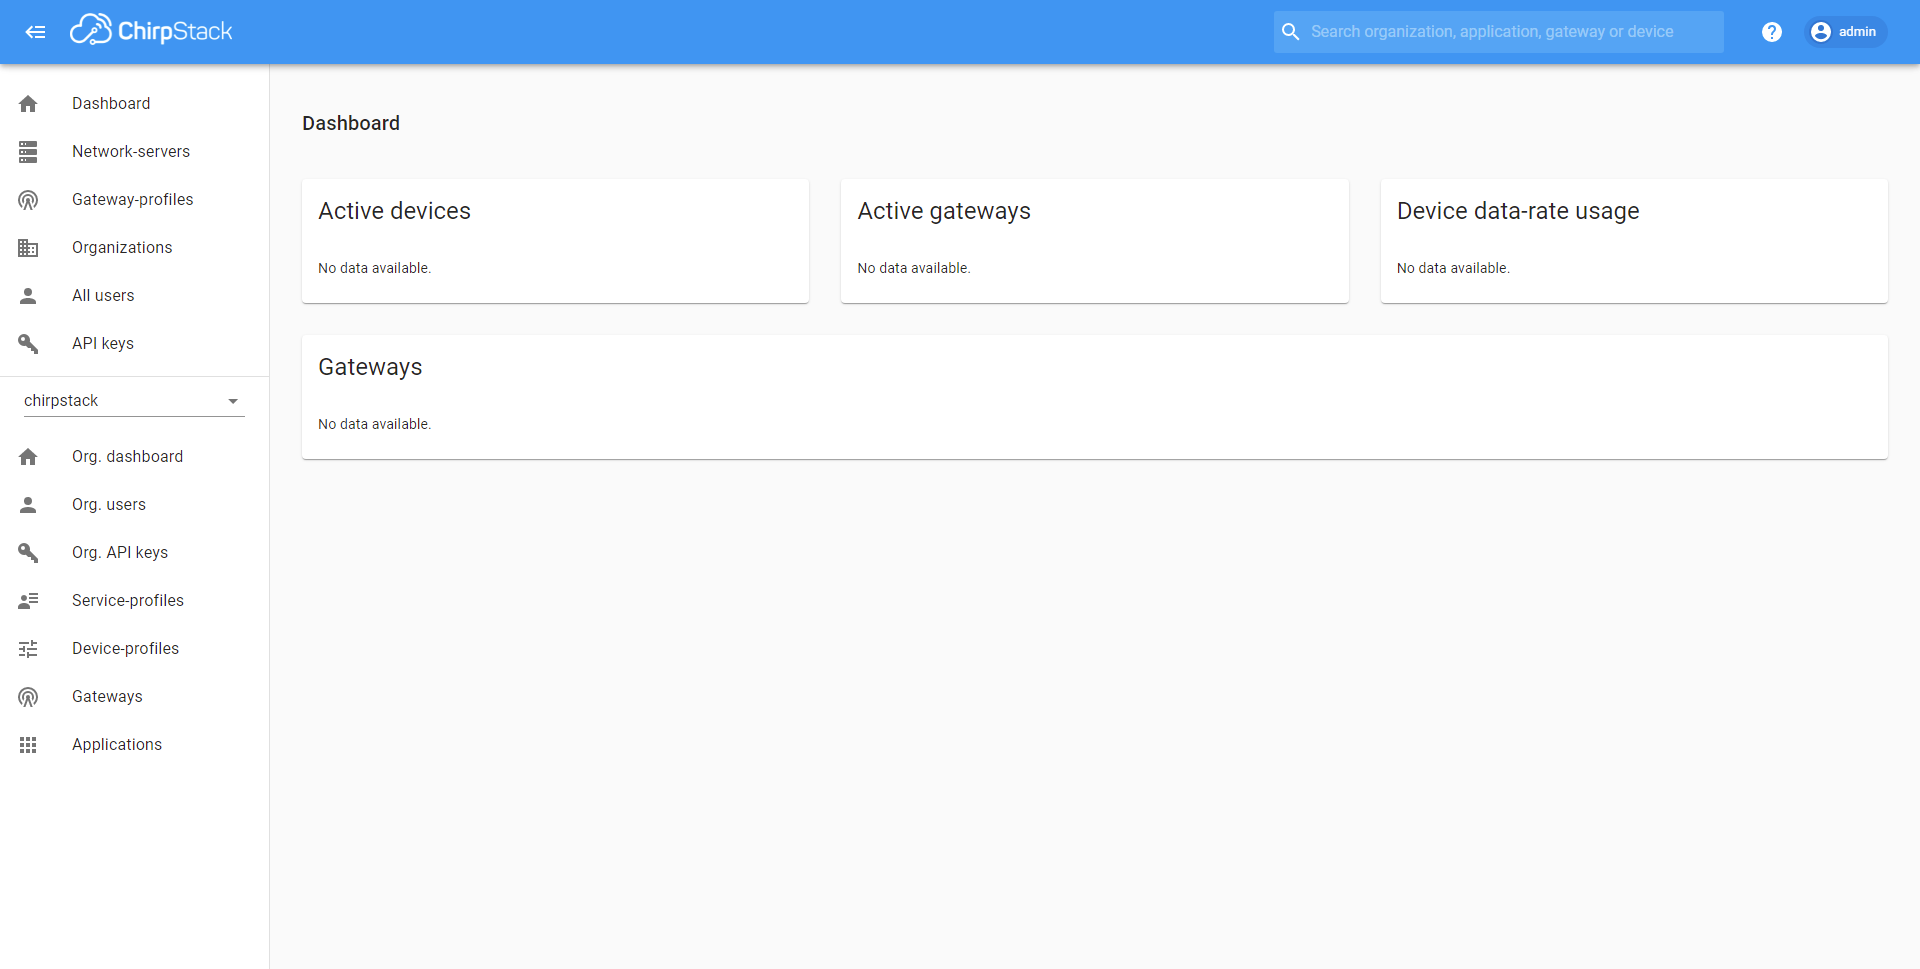 ChirpStack
Search organization, application, gateway or device
?
admin
Dashboard
Network-servers
Gateway-profiles
Organizations
All users
API keys
chirpstack
Org. dashboard
Org. users
Org. API keys
Service-profiles
Device-profiles
Gateways
Applications
Dashboard
Active devices
No data available.
Active gateways
No data available.
Device data-rate usage
No data available.
Gateways
No data available.